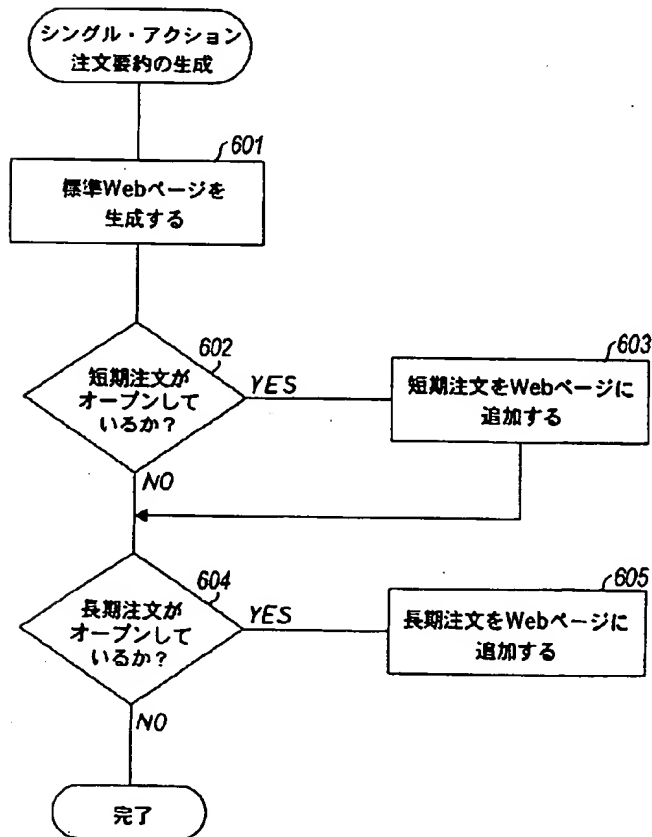 シングル・アクション
注文要約の生成
601
標準Webページを
生成する
602
短期注文が
オープンして
いるか？
YES
603
短期注文をWebページに
追加する
NO
604
長期注文が
オープンして
いるか？
YES
605
長期注文をWebページに
追加する
NO
完了